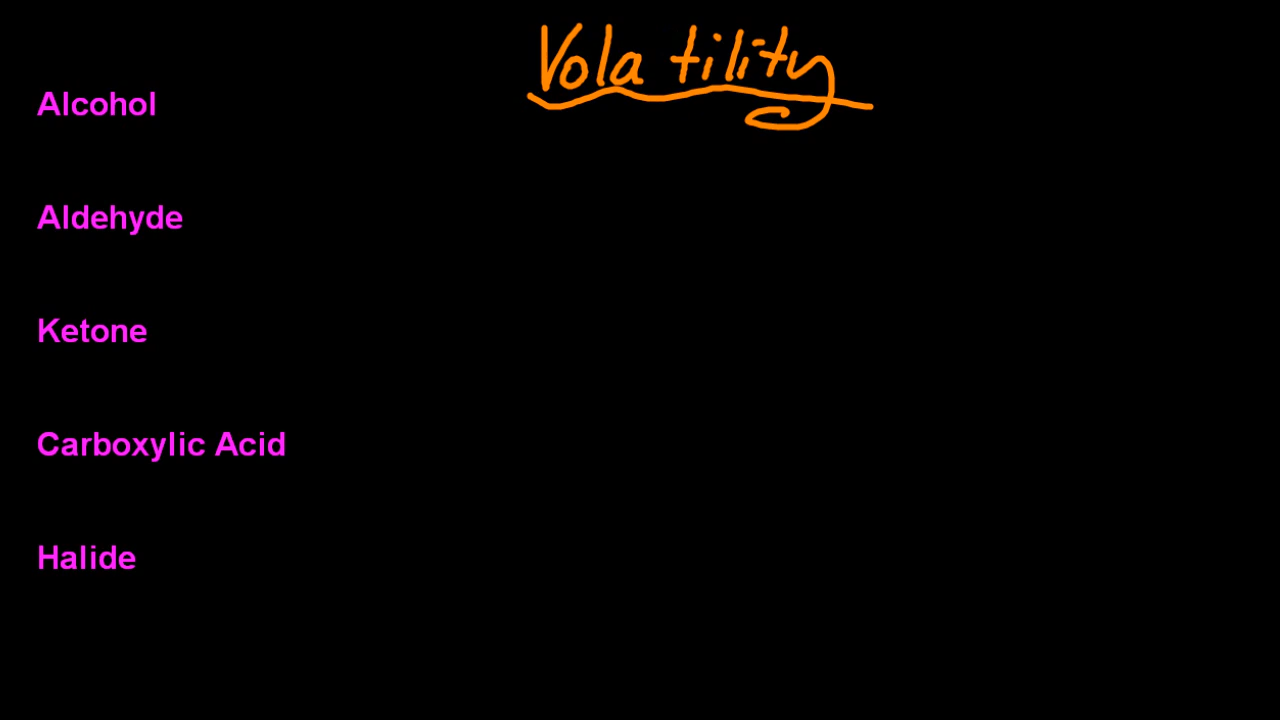 Volatility
Alcohol
Aldehyde
Ketone
Carboxylic Acid
Halide